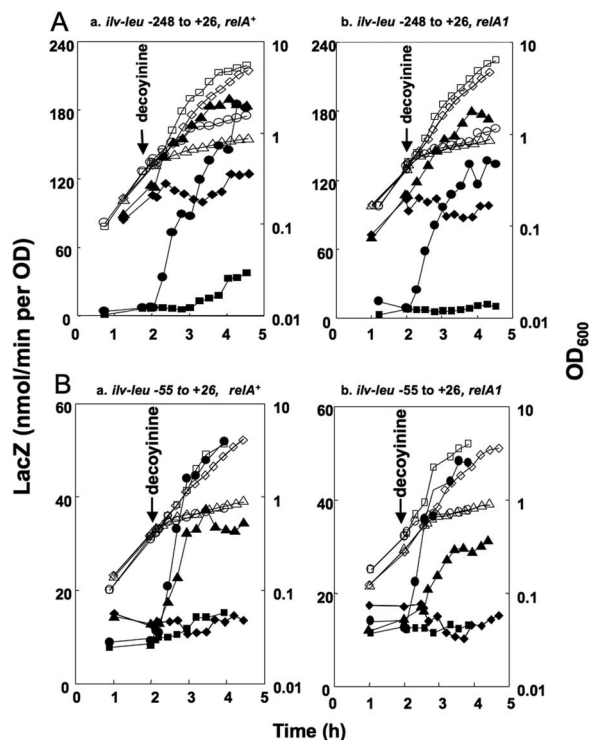 A
a. ilv-leu -248 to +26, relA+
b. ilv-leu -248 to +26, relA1
240
180
120
60
0
10
1
0.1
0.01
240
180
120
60
0
10
1
0.1
0.01
decoyinine
decoyinine
0 1 2 3 4 5
0 1 2 3 4 5
LacZ (nmol/min per OD)
OD600
B
a. ilv-leu -55 to +26, relA+
b. ilv-leu -55 to +26, relA1
60
40
20
0
10
1
0.1
0.01
60
40
20
0
10
1
0.1
0.01
decoyinine
decoyinine
0 1 2 3 4 5
0 1 2 3 4 5
Time (h)